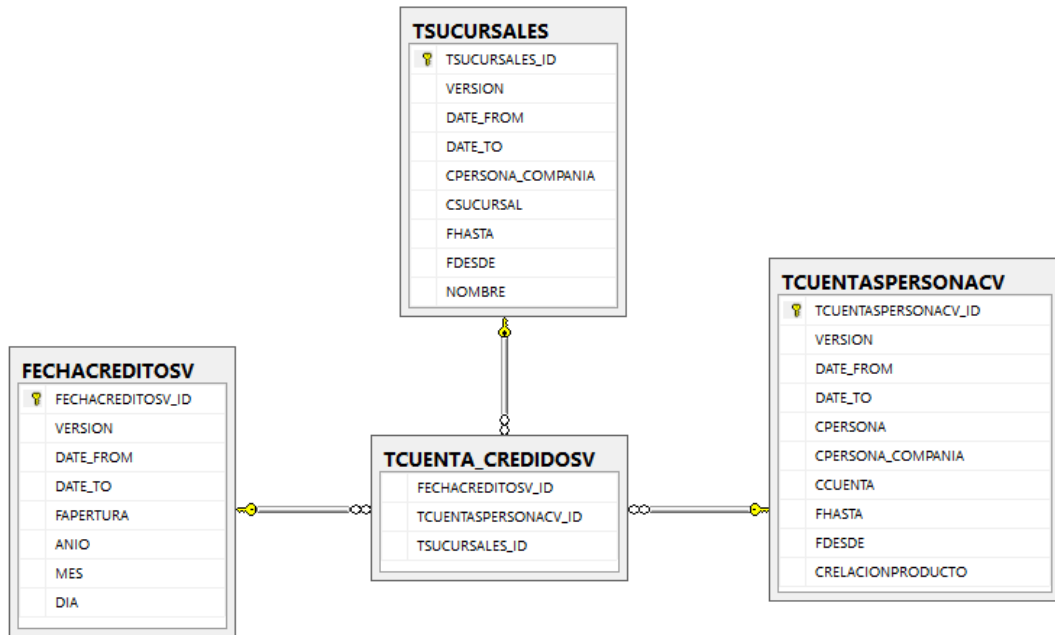 TSUCURSALES
TSUCURSALES_ID
VERSION
DATE_FROM
DATE_TO
CPERSONA_COMPANIA
CSUCURSAL
FHASTA
FDESDE
NOMBRE
TCUENTASPERSONACV
TCUENTASPERSONACV_ID
VERSION
DATE_FROM
DATE_TO
CPERSONA
CPERSONA_COMPANIA
CCUENTA
FHASTA
FDESDE
CRELACIONPRODUCTO
FECHACREDITOSV
FECHACREDITOSV_ID
VERSION
DATE_FROM
DATE_TO
FAPERTURA
ANIO
MES
DIA
TCUENTA_CREDIDOSV
FECHACREDITOSV_ID
TCUENTASPERSONACV_ID
TSUCURSALES_ID